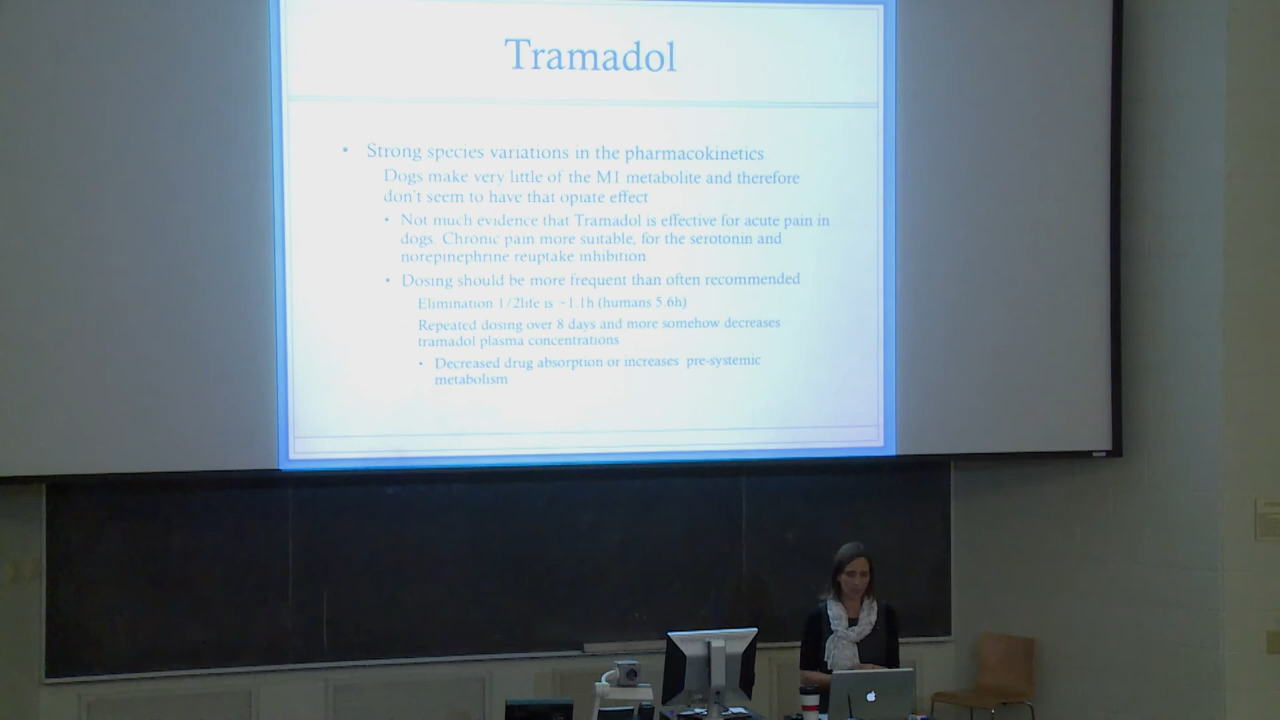 Tramadol
• Strong species variations in the pharmacokinetics
Dogs make very little of the M1 metabolite and therefore
don't seem to have that opiate effect
• Not much evidence that Tramadol is effective for acute pain in
dogs. Chronic pain more suitable, for the serotonin and
norepinephrine reuptake inhibition
• Dosing should be more frequent than often recommended
Elimination 1/2life is ~1.1h (humans 5.6h)
Repeated dosing over 8 days and more somehow decreases
tramadol plasma concentrations
• Decreased drug absorption or increases pre-systemic
metabolism